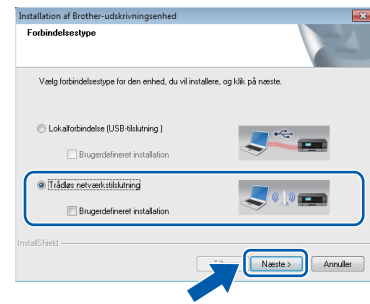 Installation af Brother-udskrivningsenhed
Forbindelsestype
Vælg forbindelsestype for den enhed, du vil installere, og klik på næste.
Lokalforbindelse (USB-tilslutning )
Brugerdefineret installation
Trådløs netværkstilslutning
Brugerdefineret installation
InstallShield
Næste > Annuller